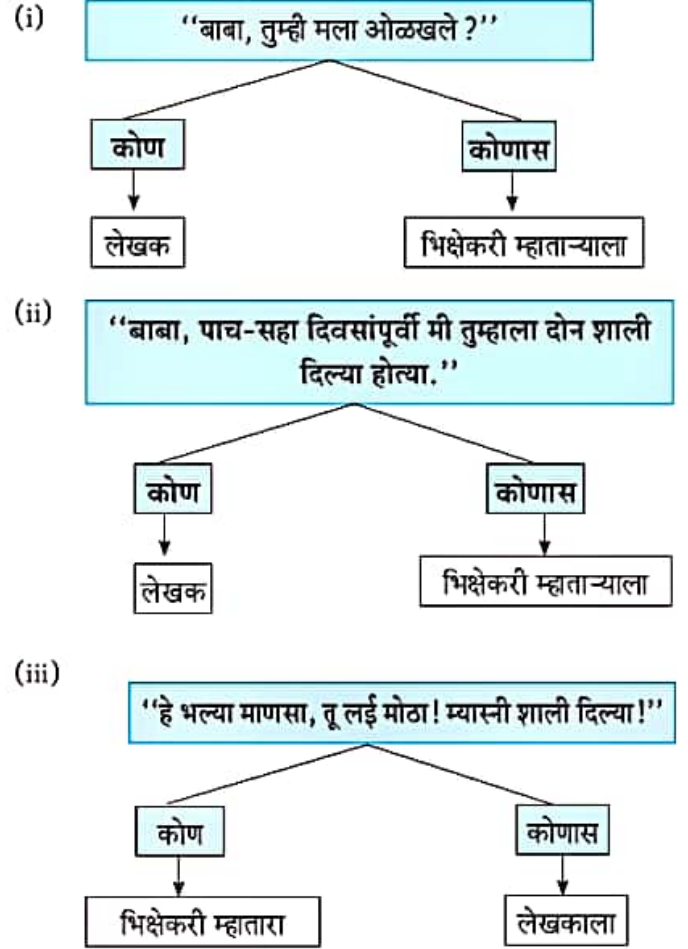 (i)
‘‘बाबा, तुम्ही मला ओळखले ?’’
कोण कोणास
लेखक भिक्षेकरी म्हाताऱ्याला
(ii)
‘‘बाबा, पाच-सहा दिवसांपूर्वी मी तुम्हाला दोन शाली
दिल्या होत्या.’’
कोण कोणास
लेखक भिक्षेकरी म्हाताऱ्याला
(iii)
‘‘हे भल्या माणसा, तू लई मोठा! म्यास्नी शाली दिल्या!’’
कोण कोणास
भिक्षेकरी म्हातारा लेखकाला